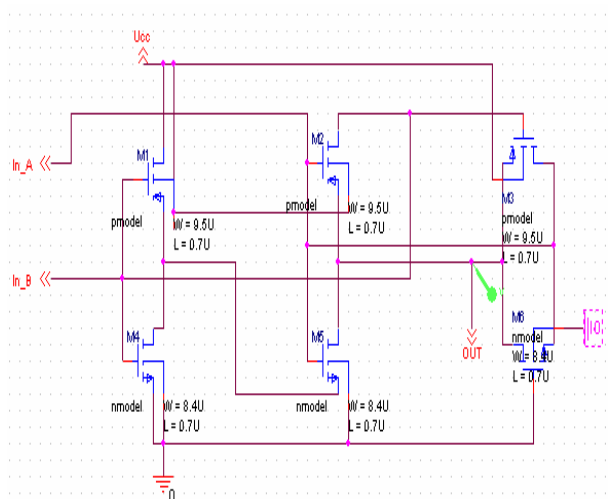 Ucc
In_A
M1
M2
M3
pmodel
pmodel
pmodel
W = 9.5U
L = 0.7U
W = 9.5U
L = 0.7U
W = 9.5U
L = 0.7U
In_B
M4
M5
M6
OUT
nmodel
nmodel
nmodel
W = 8.4U
L = 0.7U
W = 8.4U
L = 0.7U
W = 8.4U
L = 0.7U
0